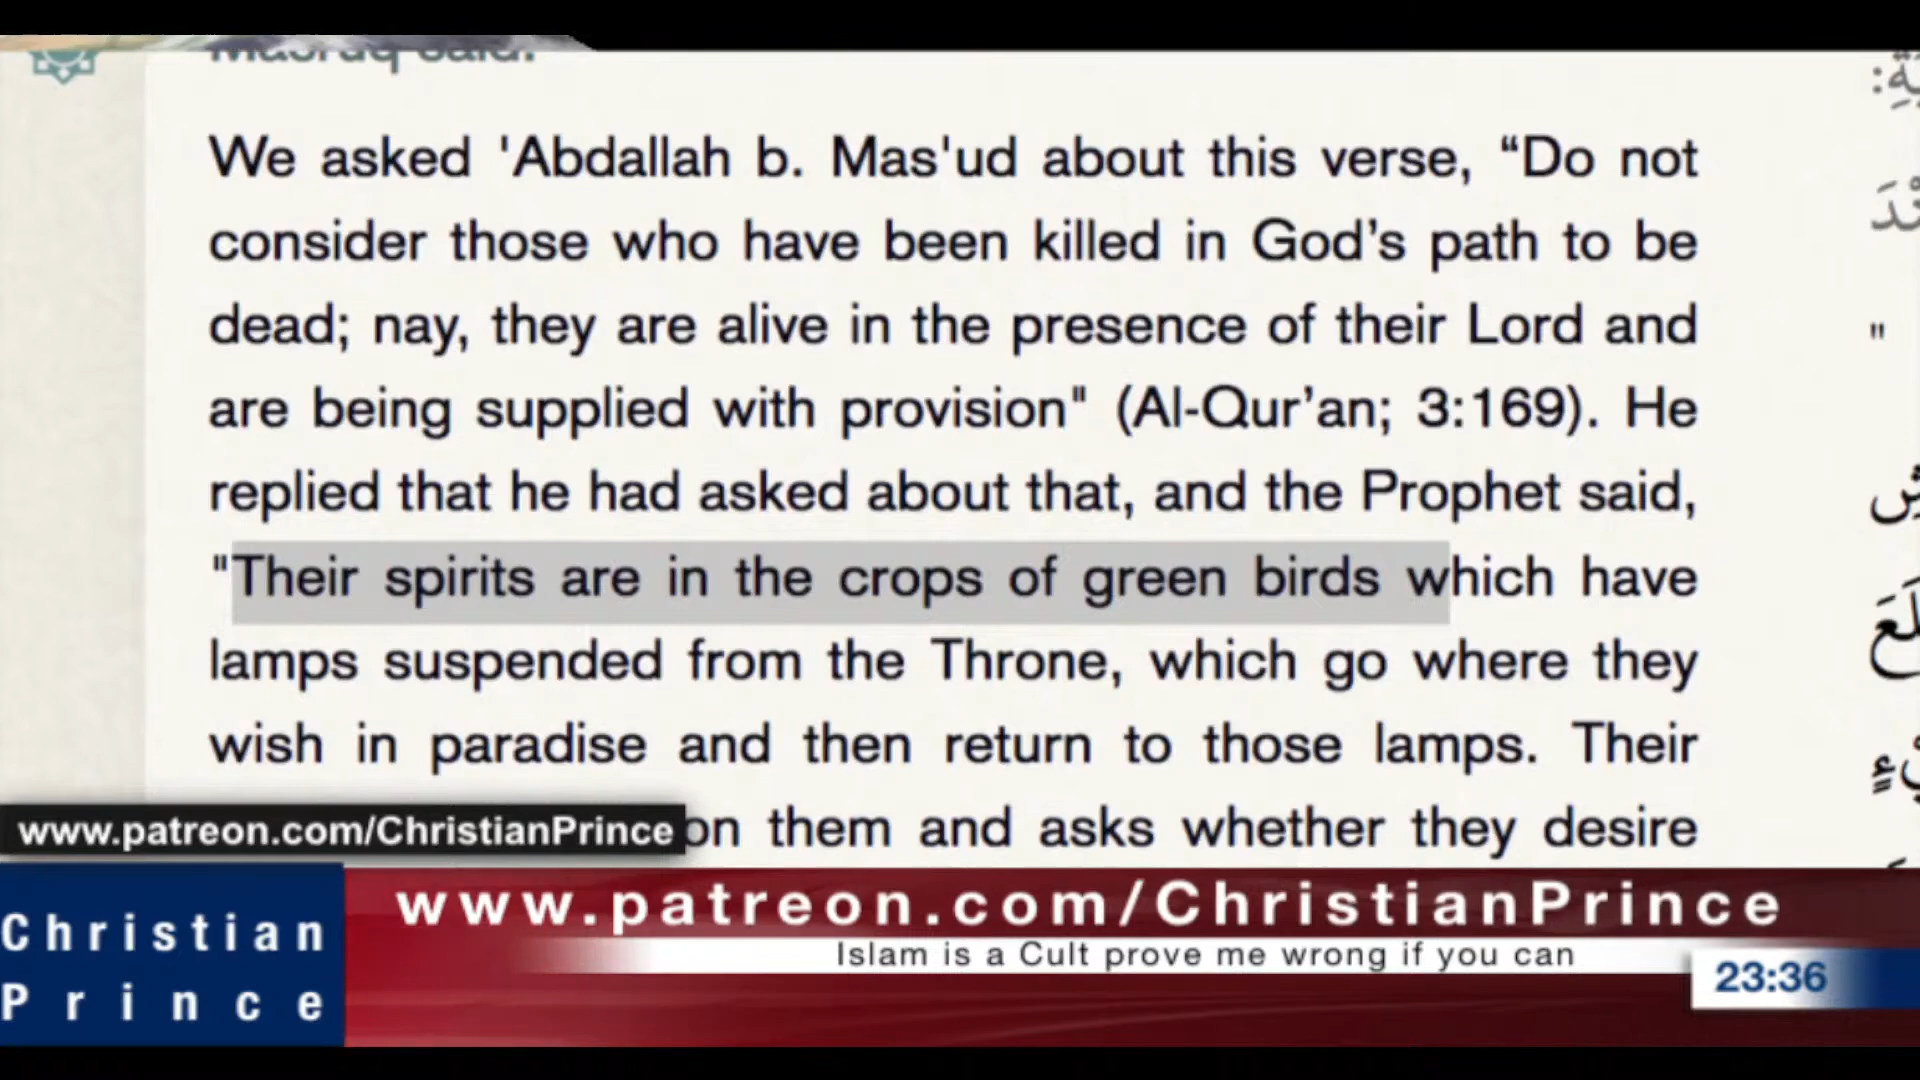 Masruq said:
We asked 'Abdallah b. Mas'ud about this verse, “Do not
consider those who have been killed in God’s path to be
dead; nay, they are alive in the presence of their Lord and
are being supplied with provision" (Al-Qur’an; 3:169). He
replied that he had asked about that, and the Prophet said,
"Their spirits are in the crops of green birds which have
lamps suspended from the Throne, which go where they
wish in paradise and then return to those lamps. Their
on them and asks whether they desire
www.patreon.com/ChristianPrince
Christian
Prince
www.patreon.com/ChristianPrince
Islam is a Cult prove me wrong if you can
23:36